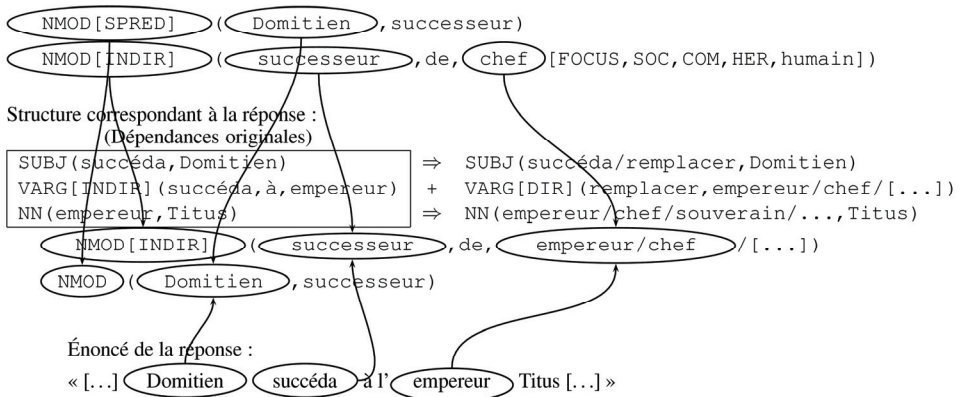 NMOD[SPRED] (Domitien,successeur)
NMOD[INDIR] (successeur,de,chef[FOCUS,SOC,COM,HER,humain])
Structure correspondant à la réponse :
(Dépendances originales)
SUBJ(succéda,Domitien) ⇒ SUBJ(succéda/remplacer,Domitien)
VARG[INDIR](succéda,à,empereur) + VARG[DIR](remplacer,empereur/chef/[...])
NN(empereur,Titus) ⇒ NN(empereur/chef/souverain/...,Titus)
NMOD[INDIR] (successeur,de,empereur/chef/[...])
NMOD (Domitien,successeur)
Énoncé de la réponse :
« [...] Domitien succéda à l' empereur Titus [...] »